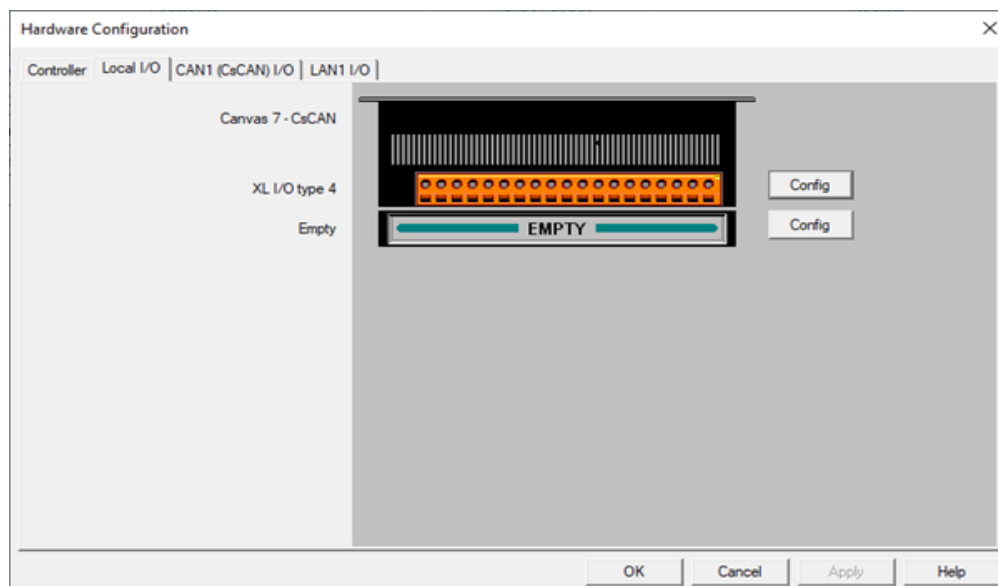 Hardware Configuration
Controller
Local I/O
CAN1 (CsCAN) I/O
LAN1 I/O
Canvas 7 - CsCAN
XL I/O type 4
Config
Empty
EMPTY
Config
OK
Cancel
Apply
Help